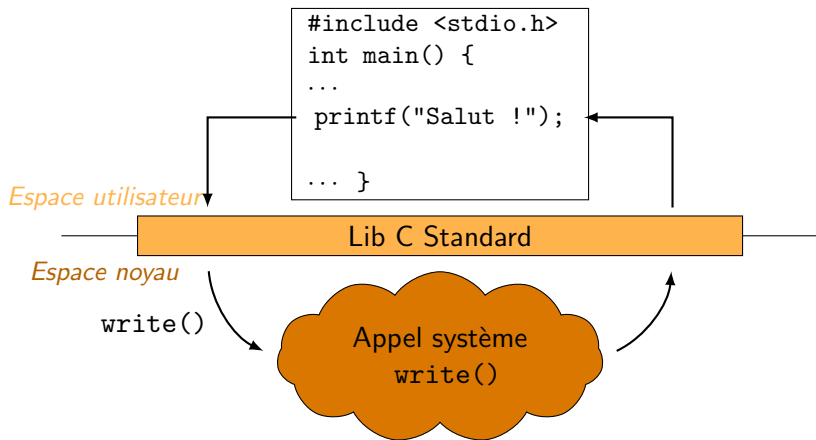 #include <stdio.h>
int main() {
...
printf("Salut !");
... }
Espace utilisateur
Lib C Standard
Espace noyau
write()
Appel système
write()